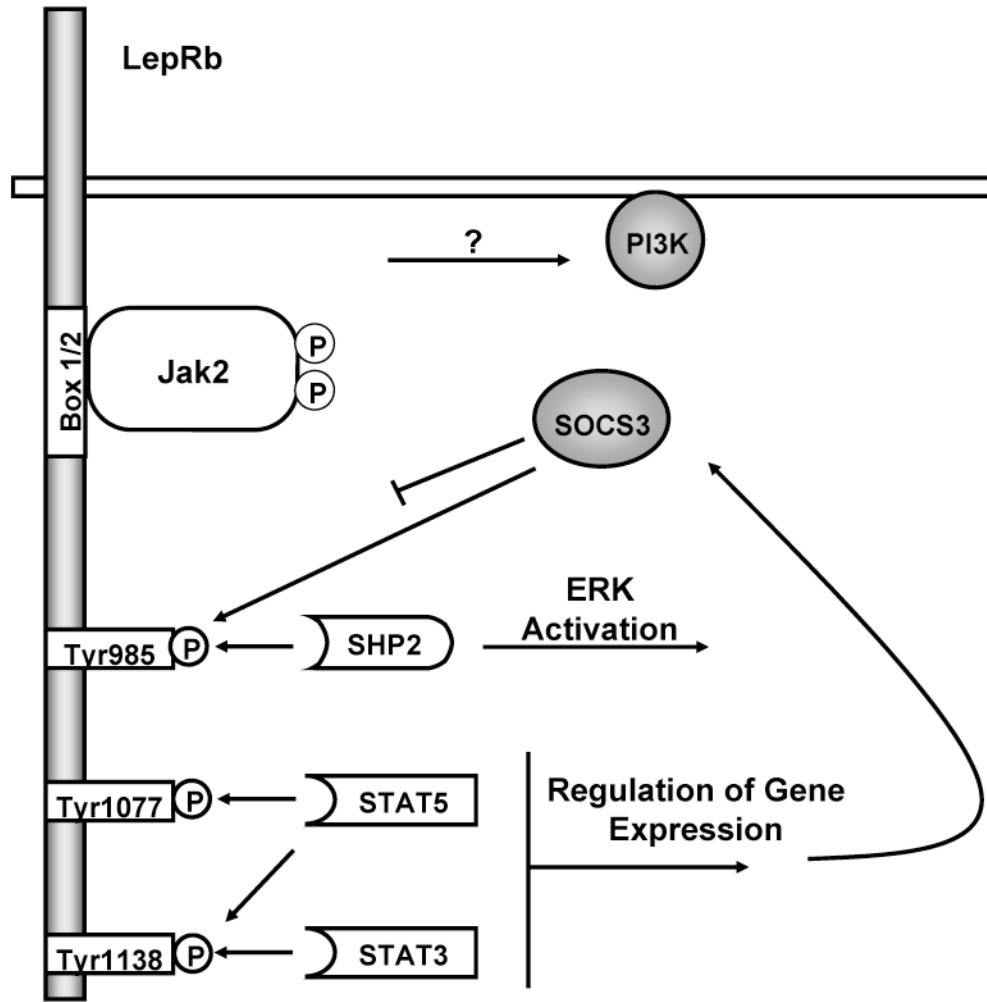 LepRb
?
PI3K
Box 1/2
Jak2
P
P
SOCS3
ERK
Activation
Tyr985
P
SHP2
Tyr1077
P
STAT5
Regulation of Gene
Expression
Tyr1138
P
STAT3